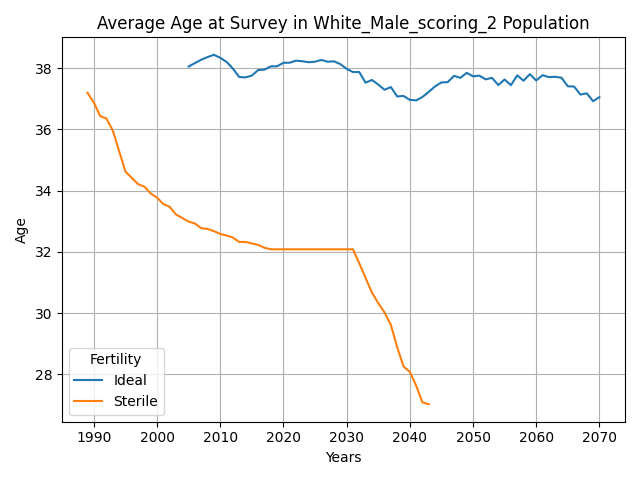 Average Age at Survey in White_Male_scoring_2 Population
Age
38
36
34
32
30
28
Fertility
Ideal
Sterile
1990 2000 2010 2020 2030 2040 2050 2060 2070
Years